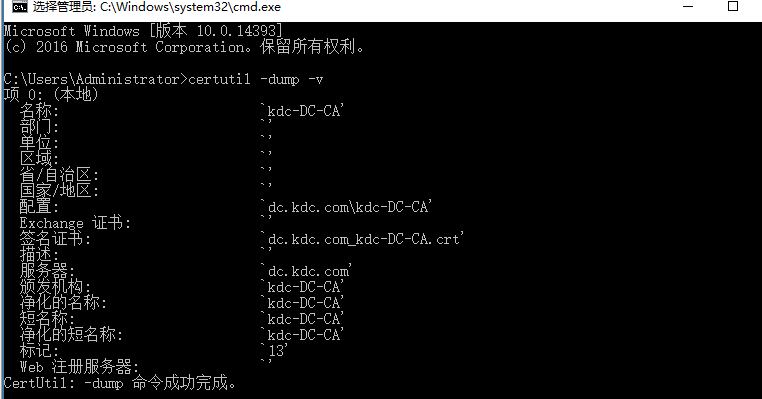 选择管理员: C:\Windows\system32\cmd.exe
Microsoft Windows [版本 10.0.14393]
(c) 2016 Microsoft Corporation。保留所有权利。
C:\Users\Administrator>certutil -dump -v
项 0: (本地)
名称: `kdc-DC-CA'
部门: `'
单位: `'
区域: `'
省/自治区: `'
国家/地区: `'
配置: `dc.kdc.com\kdc-DC-CA'
Exchange 证书: `'
签名证书: `dc.kdc.com_kdc-DC-CA.crt'
描述: `'
服务器: `dc.kdc.com'
颁发机构: `kdc-DC-CA'
净化的名称: `kdc-DC-CA'
短名称: `kdc-DC-CA'
净化的短名称: `kdc-DC-CA'
标记: `13'
Web 注册服务器: `'
CertUtil: -dump 命令成功完成。